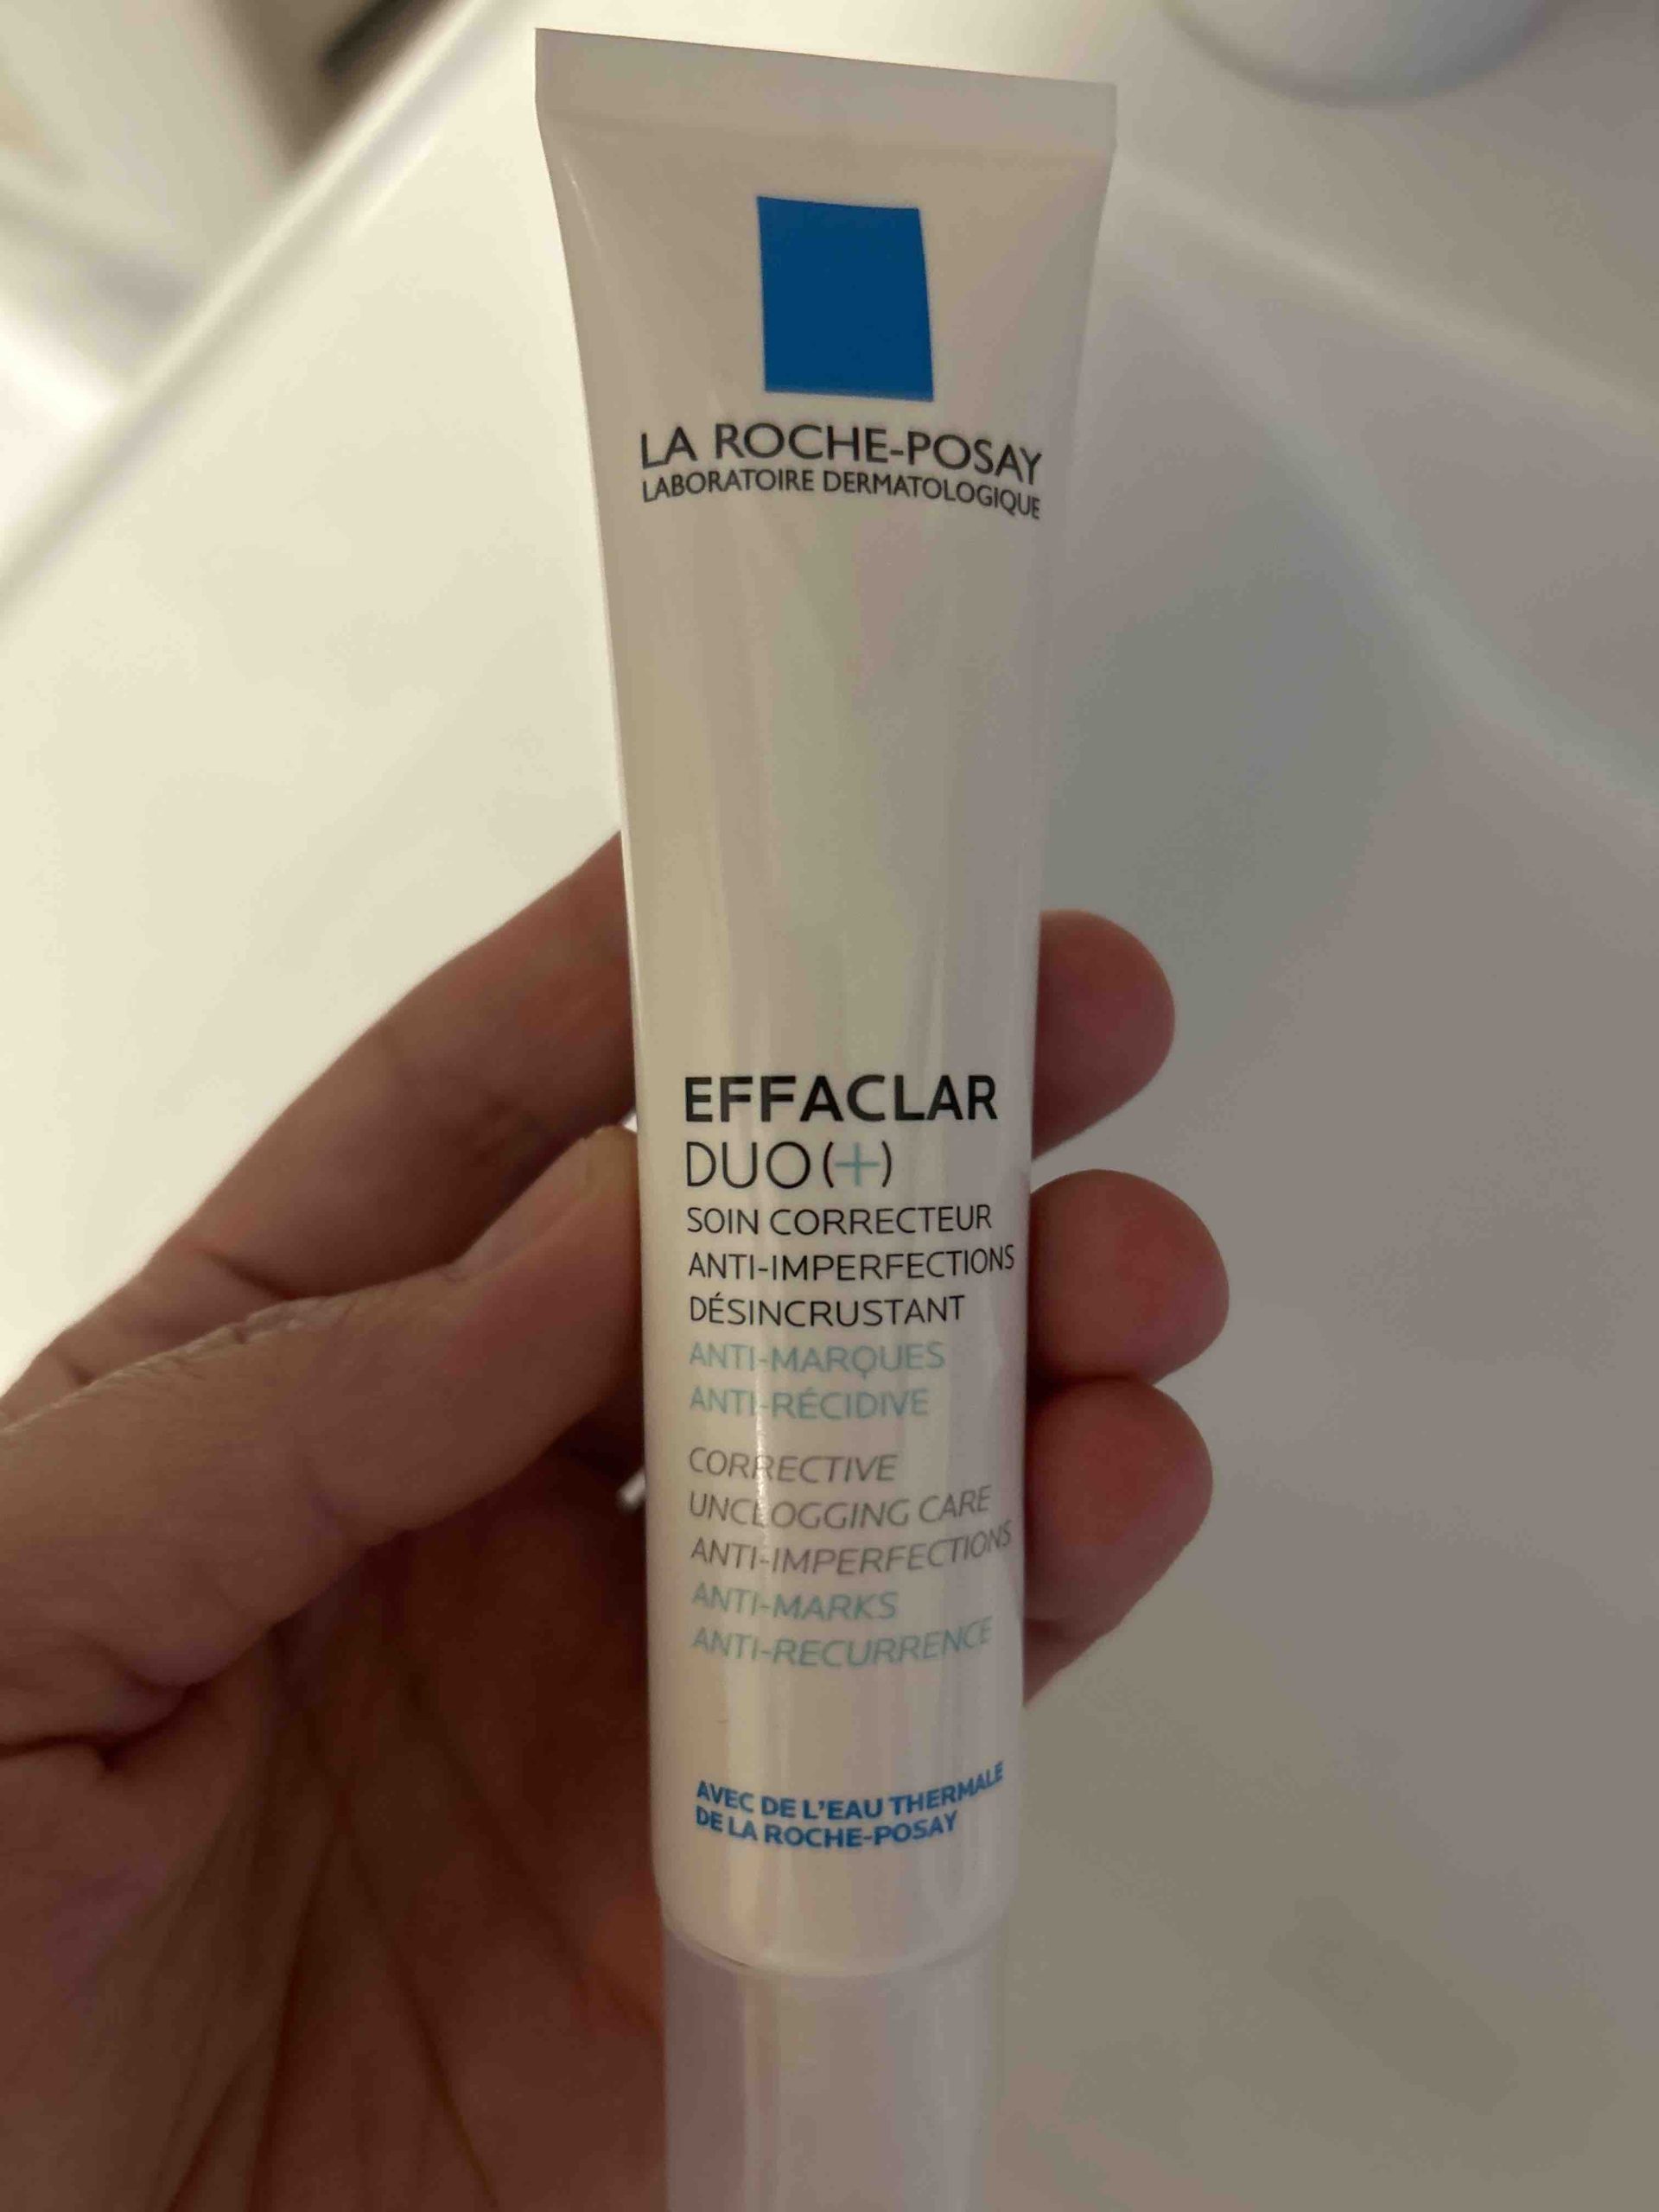 LA ROCHE-POSAY
LABORATOIRE DERMATOLOGIQUE
EFFACLAR
DUO(+)
SOIN CORRECTEUR
ANTI-IMPERFECTIONS
DÉSINCRUSTANT
ANTI-MARQUES
ANTI-RÉCIDIVE
CORRECTIVE
UNCLOGGING CARE
ANTI-IMPERFECTIONS
ANTI-MARKS
ANTI-RECURRENCE
AVEC DE L'EAU THERMALE
DE LA ROCHE-POSAY